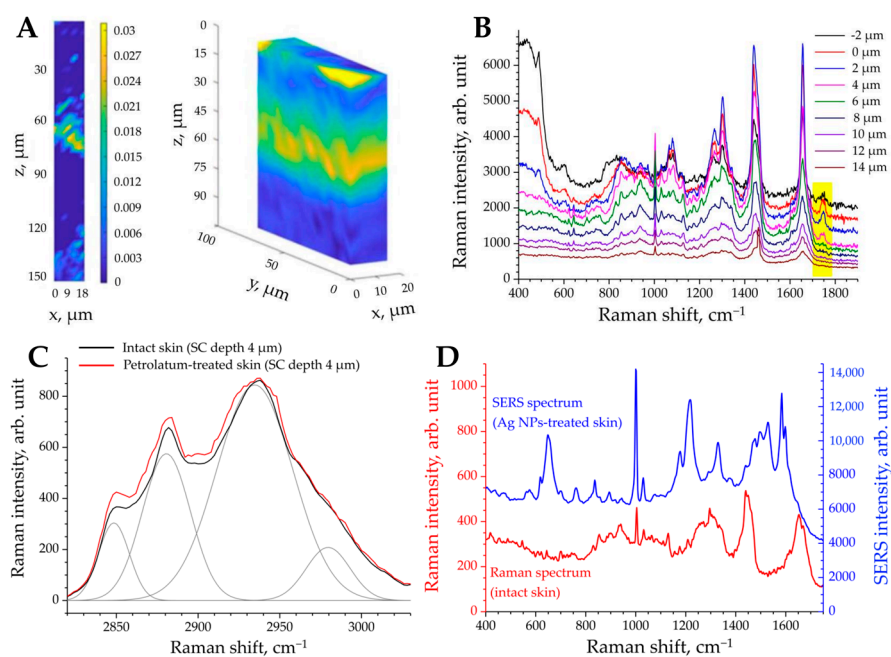 A
0
30
60
z, µm
90
120
150
0 9 18
x, µm
0.03
0.027
0.024
0.021
0.018
0.015
0.012
0.009
0.006
0.003
0
0
15
30
z, µm
45
60
75
90
100
y, µm
50
0
0
10
20
x, µm
B
Raman intensity, arb. unit
6000
5000
4000
3000
2000
1000
0
400 600 800 1000 1200 1400 1600 1800
Raman shift, cm⁻¹
-2 µm
0 µm
2 µm
4 µm
6 µm
8 µm
10 µm
12 µm
14 µm
C
Intact skin (SC depth 4 µm)
Petrolatum-treated skin (SC depth 4 µm)
Raman intensity, arb. unit
800
600
400
200
0
2850 2900 2950 3000
Raman shift, cm⁻¹
D
Raman intensity, arb. unit
1000
800
600
400
200
0
SERS spectrum
(Ag NPs-treated skin)
Raman spectrum
(intact skin)
14,000
12,000
10,000
8000
6000
4000
2000
0
SERS intensity, arb. unit
400 600 800 1000 1200 1400 1600
Raman shift, cm⁻¹